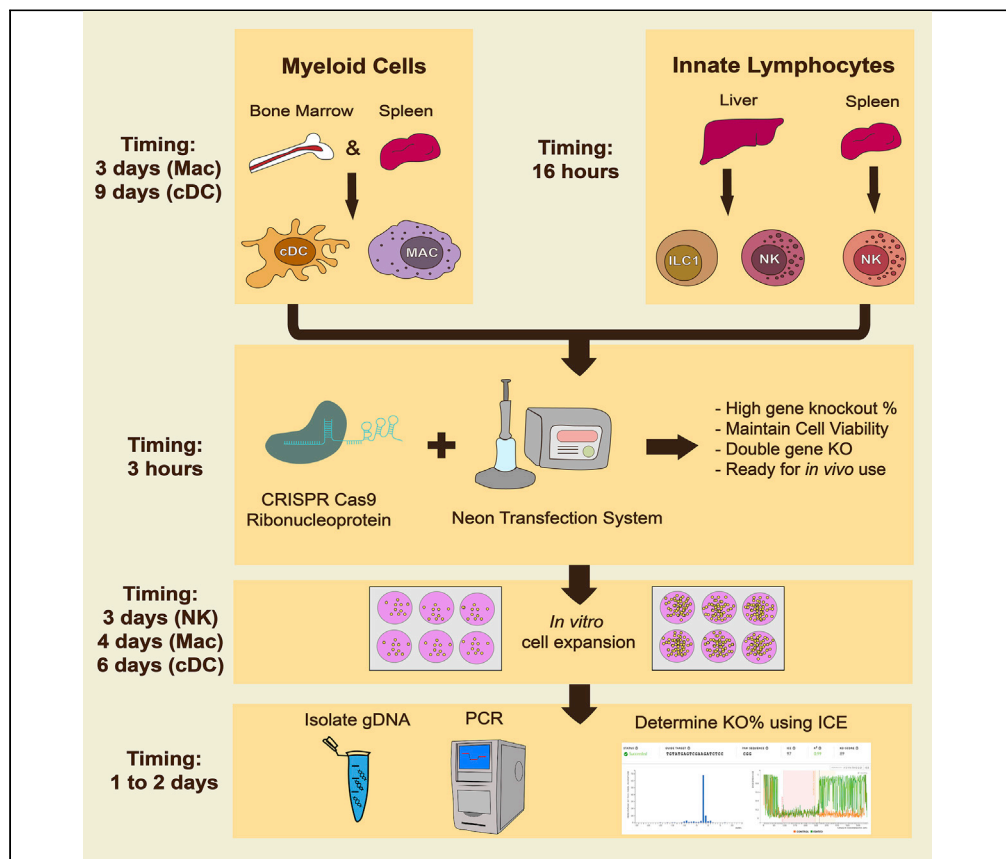 Myeloid Cells
Bone Marrow
Spleen
&
cDC
MAC
Timing:
3 days (Mac)
9 days (cDC)
Innate Lymphocytes
Liver
Spleen
ILC1
NK
NK
Timing:
16 hours
Timing:
3 hours
CRISPR Cas9
Ribonucleoprotein
Neon Transfection System
- High gene knockout %
- Maintain Cell Viability
- Double gene KO
- Ready for in vivo use
Timing:
3 days (NK)
4 days (Mac)
6 days (cDC)
In vitro
cell expansion
Timing:
1 to 2 days
Isolate gDNA
PCR
Determine KO% using ICE